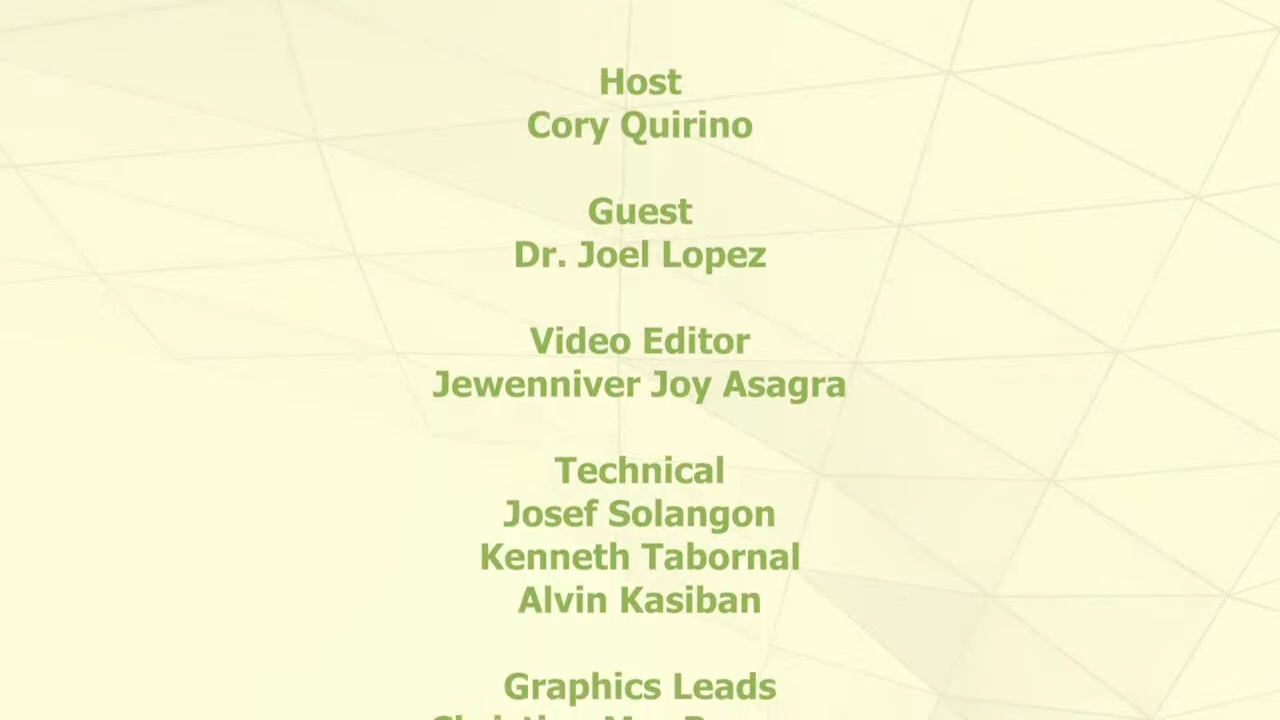 Host
Cory Quirino
Guest
Dr. Joel Lopez
Video Editor
Jewenniver Joy Asagra
Technical
Josef Solangon
Kenneth Tabornal
Alvin Kasiban
Graphics Leads